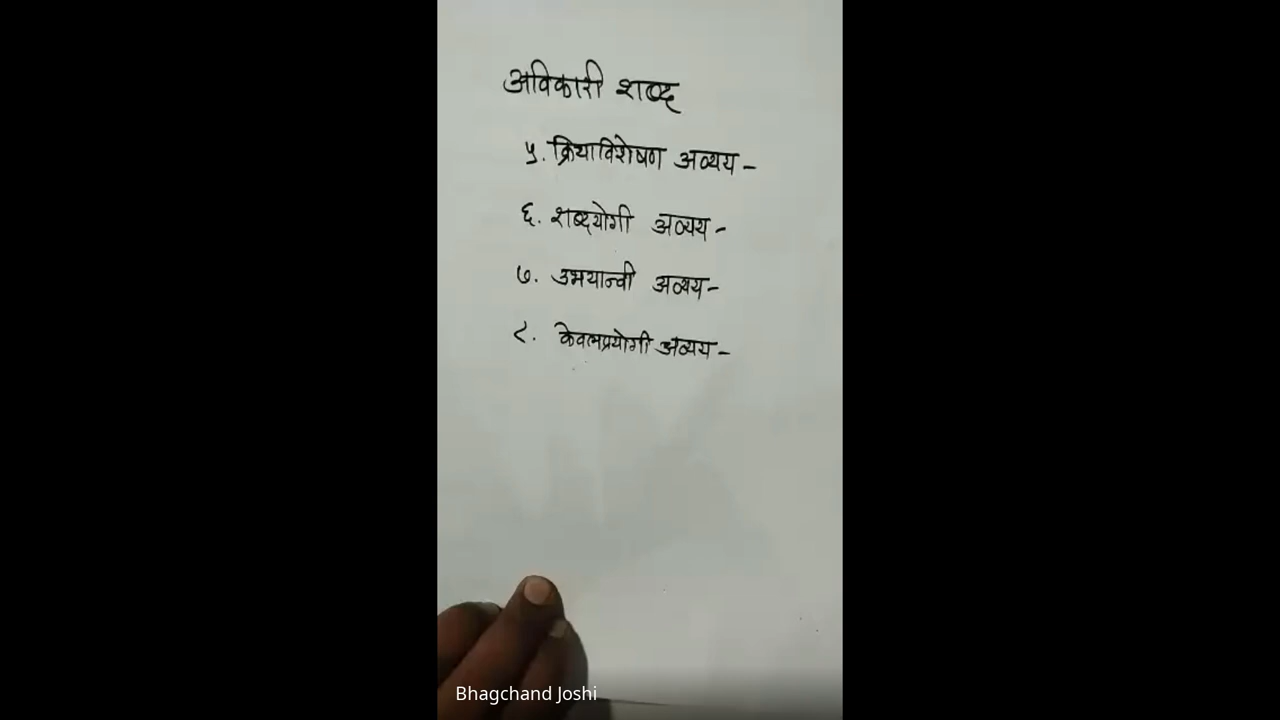 अविकारी शब्द
५. क्रियाविशेषण अव्यय -
६. शब्दयोगी अव्यय -
७. उभयान्वी अव्यय -
८. केवलप्रयोगी अव्यय -
Bhagchand Joshi